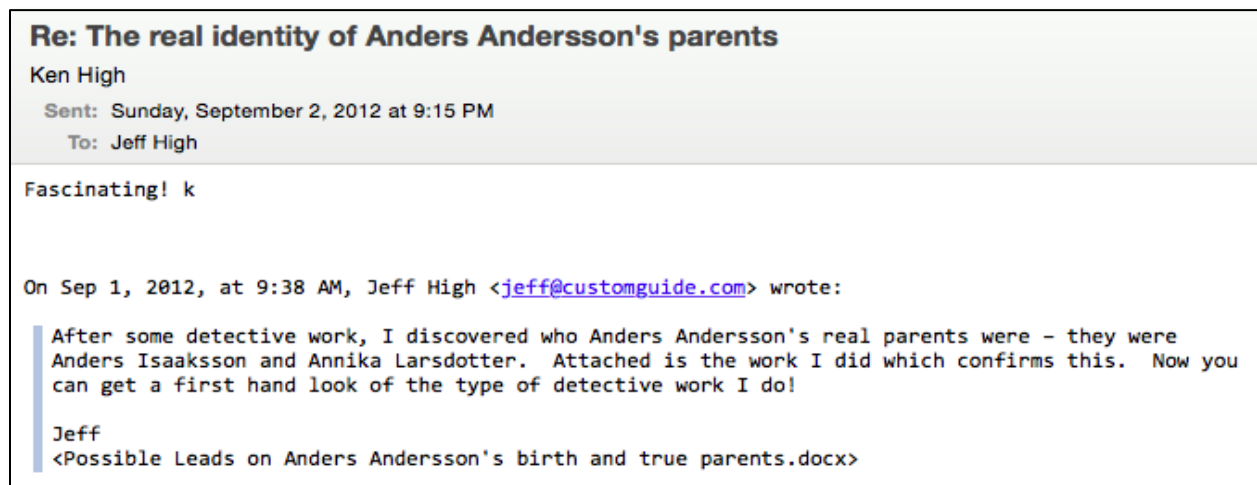 Re: The real identity of Anders Andersson's parents
Ken High
Sent: Sunday, September 2, 2012 at 9:15 PM
To: Jeff High
Fascinating! k
On Sep 1, 2012, at 9:38 AM, Jeff High <jeff@customguide.com> wrote:
After some detective work, I discovered who Anders Andersson's real parents were – they were
Anders Isaaksson and Annika Larsdotter.  Attached is the work I did which confirms this.  Now you
can get a first hand look of the type of detective work I do!
Jeff
<Possible Leads on Anders Andersson's birth and true parents.docx>